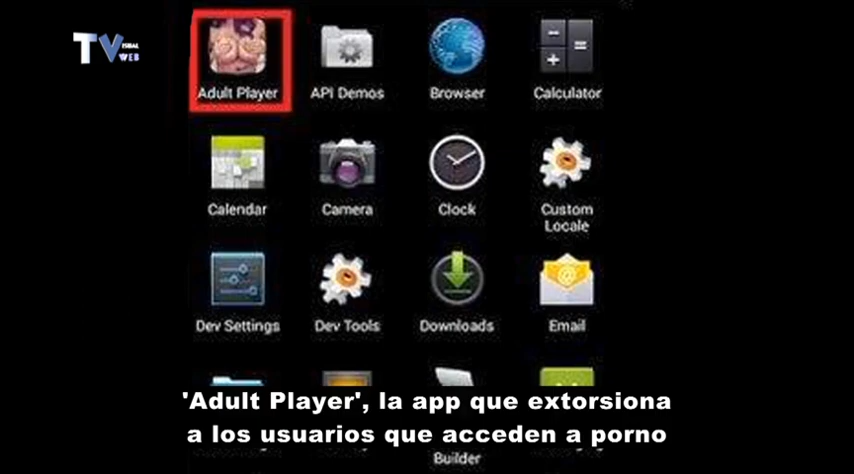 TV ISUAL WEB
Adult Player API Demos Browser Calculator
Calendar Camera Clock Custom Locale
Dev Settings Dev Tools Downloads Email
'Adult Player', la app que extorsiona
a los usuarios que acceden a porno
Builder